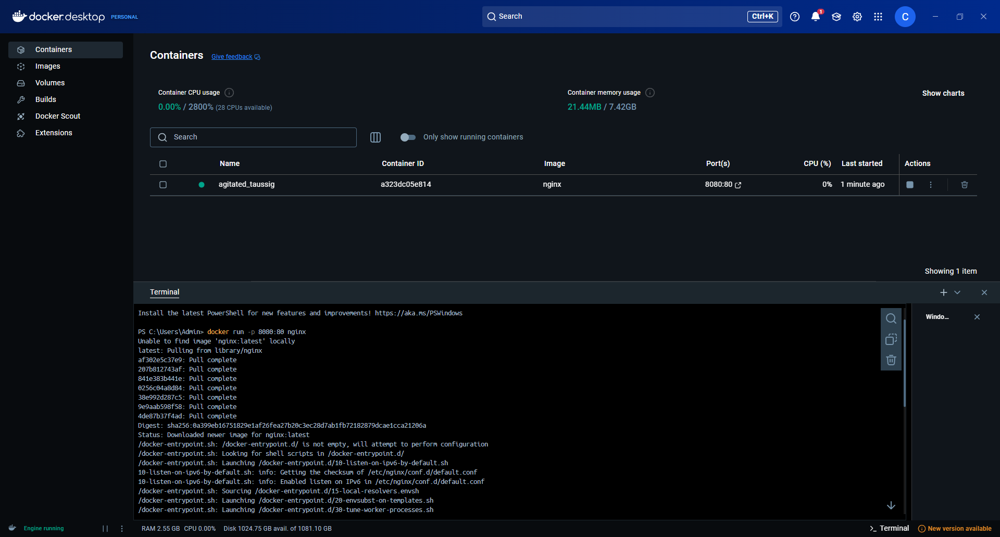 docker.desktop PERSONAL
Search Ctrl+K
1
C
Containers
Images
Volumes
Builds
Docker Scout
Extensions
Containers Give feedback
Container CPU usage
0.00% / 2800% (28 CPUs available)
Container memory usage
21.44MB / 7.42GB
Show charts
Search
Only show running containers
Name Container ID Image Port(s) CPU (%) Last started Actions
agitated_taussig a323dc05e814 nginx 8080:80 0% 1 minute ago
Showing 1 item
Terminal
Windo...
Install the latest PowerShell for new features and improvements! https://aka.ms/PSWindows
PS C:\Users\Admin> docker run -p 8080:80 nginx
Unable to find image 'nginx:latest' locally
latest: Pulling from library/nginx
af302e5c37e9: Pull complete
207b812743af: Pull complete
841e383b441e: Pull complete
0256c04a8d84: Pull complete
38e992d287c5: Pull complete
9e9aab598f58: Pull complete
4de87b37f4ad: Pull complete
Digest: sha256:0a399eb16751829e1af26fea27b20c3ec28d7ab1fb72182879dcae1cca21206a
Status: Downloaded newer image for nginx:latest
/docker-entrypoint.sh: /docker-entrypoint.d/ is not empty, will attempt to perform configuration
/docker-entrypoint.sh: Looking for shell scripts in /docker-entrypoint.d/
/docker-entrypoint.sh: Launching /docker-entrypoint.d/10-listen-on-ipv6-by-default.sh
10-listen-on-ipv6-by-default.sh: info: Getting the checksum of /etc/nginx/conf.d/default.conf
10-listen-on-ipv6-by-default.sh: info: Enabled listen on IPv6 in /etc/nginx/conf.d/default.conf
/docker-entrypoint.sh: Sourcing /docker-entrypoint.d/15-local-resolvers.envsh
/docker-entrypoint.sh: Launching /docker-entrypoint.d/20-envsubst-on-templates.sh
/docker-entrypoint.sh: Launching /docker-entrypoint.d/30-tune-worker-processes.sh
Engine running
RAM 2.55 GB CPU 0.00% Disk 1024.75 GB avail. of 1081.10 GB
>_ Terminal
New version available